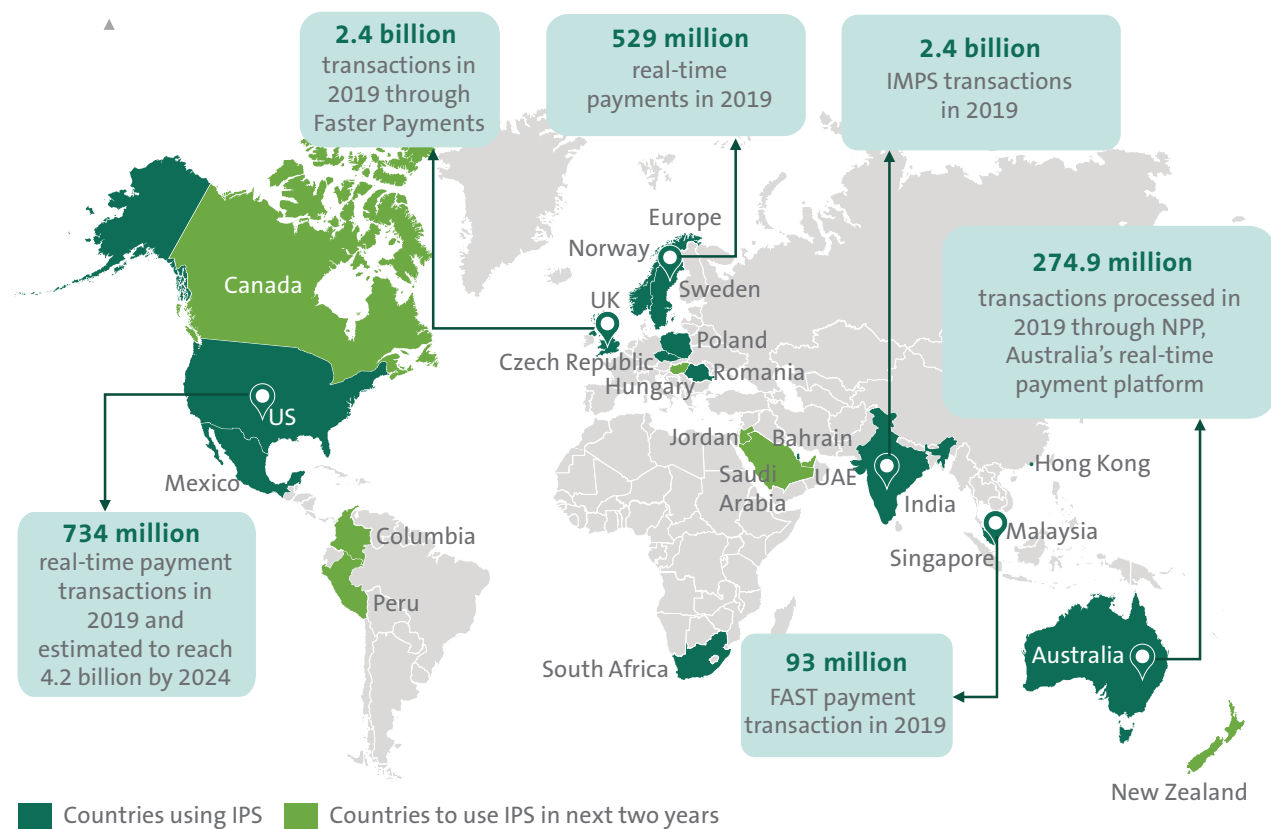 2.4 billion
transactions in
2019 through
Faster Payments
529 million
real-time
payments in 2019
2.4 billion
IMPS transactions
in 2019
274.9 million
transactions processed in
2019 through NPP,
Australia's real-time
payment platform
Europe
Norway
Sweden
UK
Poland
Czech Republic
Romania
Hungary
Canada
US
Mexico
Jordan
Bahrain
Saudi
Arabia
UAE
India
Hong Kong
Malaysia
Singapore
734 million
real-time payment
transactions in
2019 and
estimated to reach
4.2 billion by 2024
Columbia
Peru
South Africa
93 million
FAST payment
transaction in 2019
Australia
New Zealand
Countries using IPS
Countries to use IPS in next two years